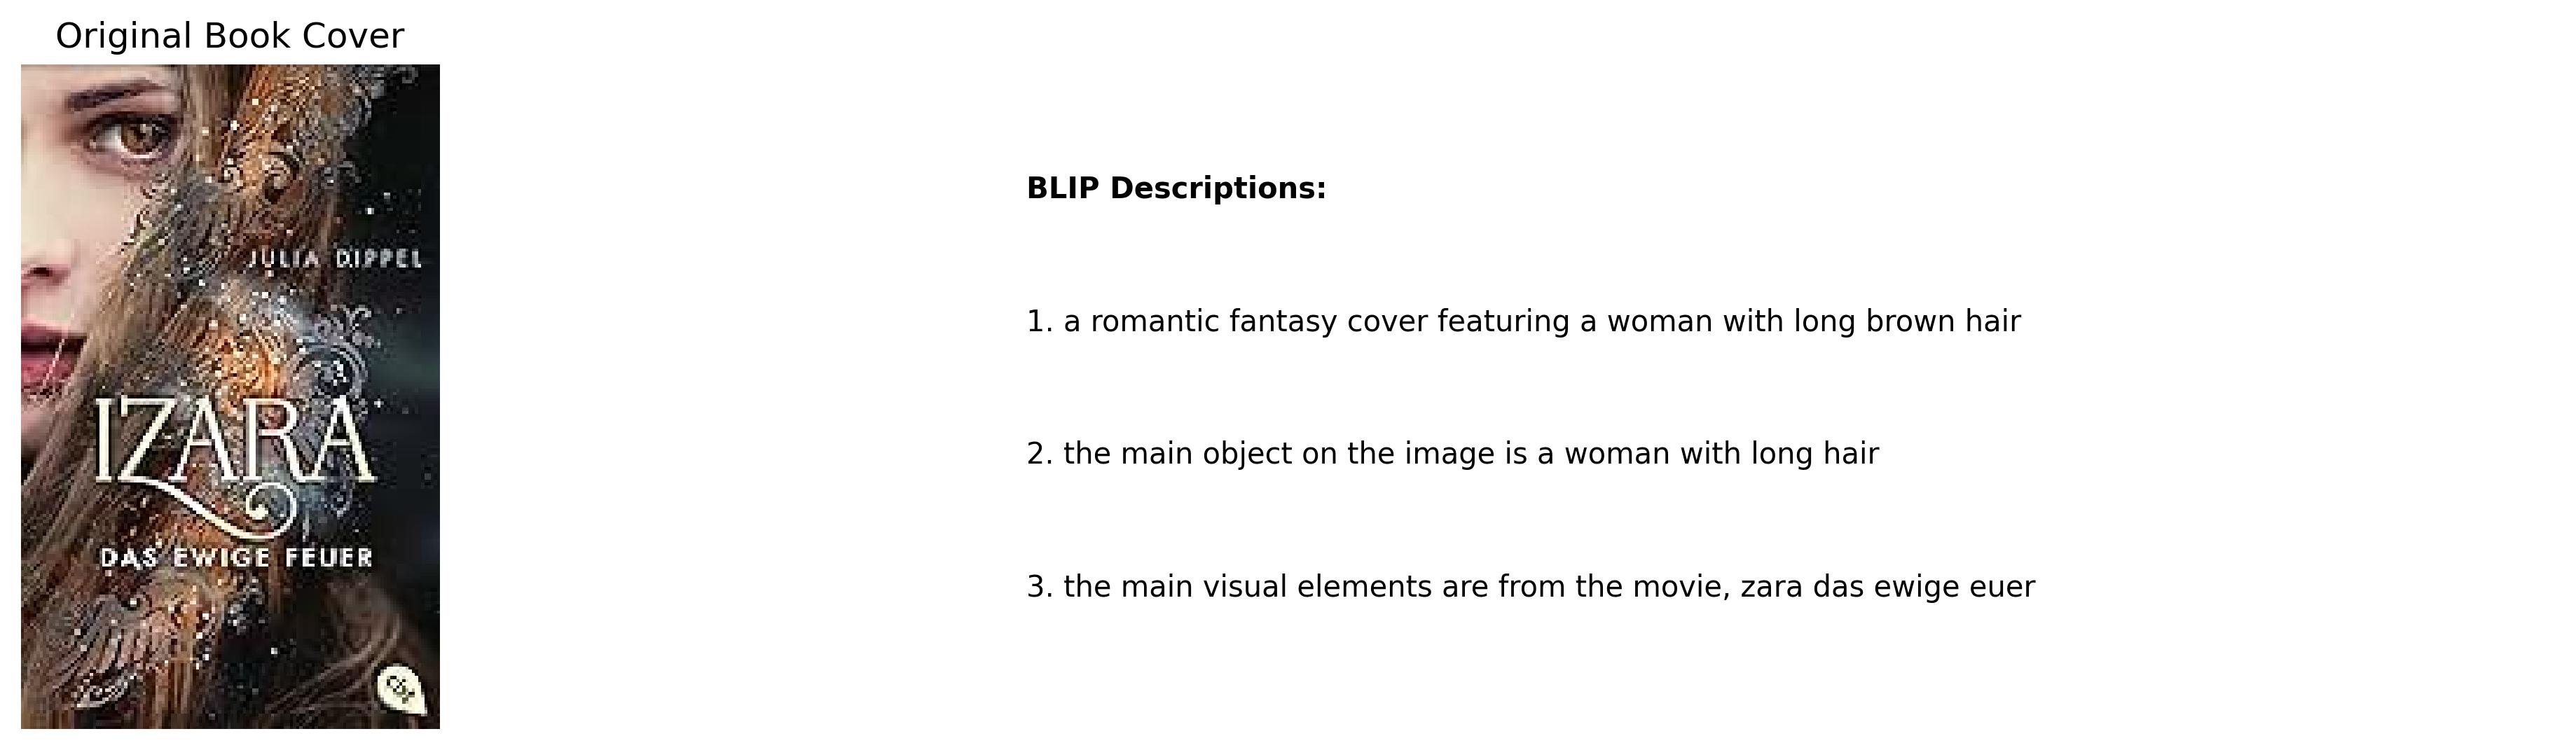 Original Book Cover
JULIA DIPPEL
IZARA
DAS EWIGE FEUER
cbj
BLIP Descriptions:
1. a romantic fantasy cover featuring a woman with long brown hair
2. the main object on the image is a woman with long hair
3. the main visual elements are from the movie, zara das ewige euer